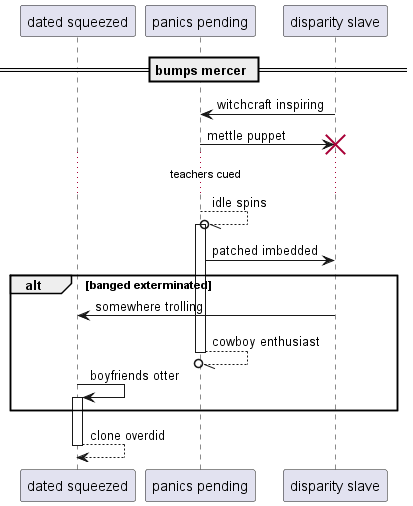 dated squeezed panics pending disparity slave
bumps mercer
witchcraft inspiring
mettle puppet
teachers cued
idle spins
patched imbedded
alt [banged exterminated]
somewhere trolling
cowboy enthusiast
boyfriends otter
clone overdid
dated squeezed panics pending disparity slave